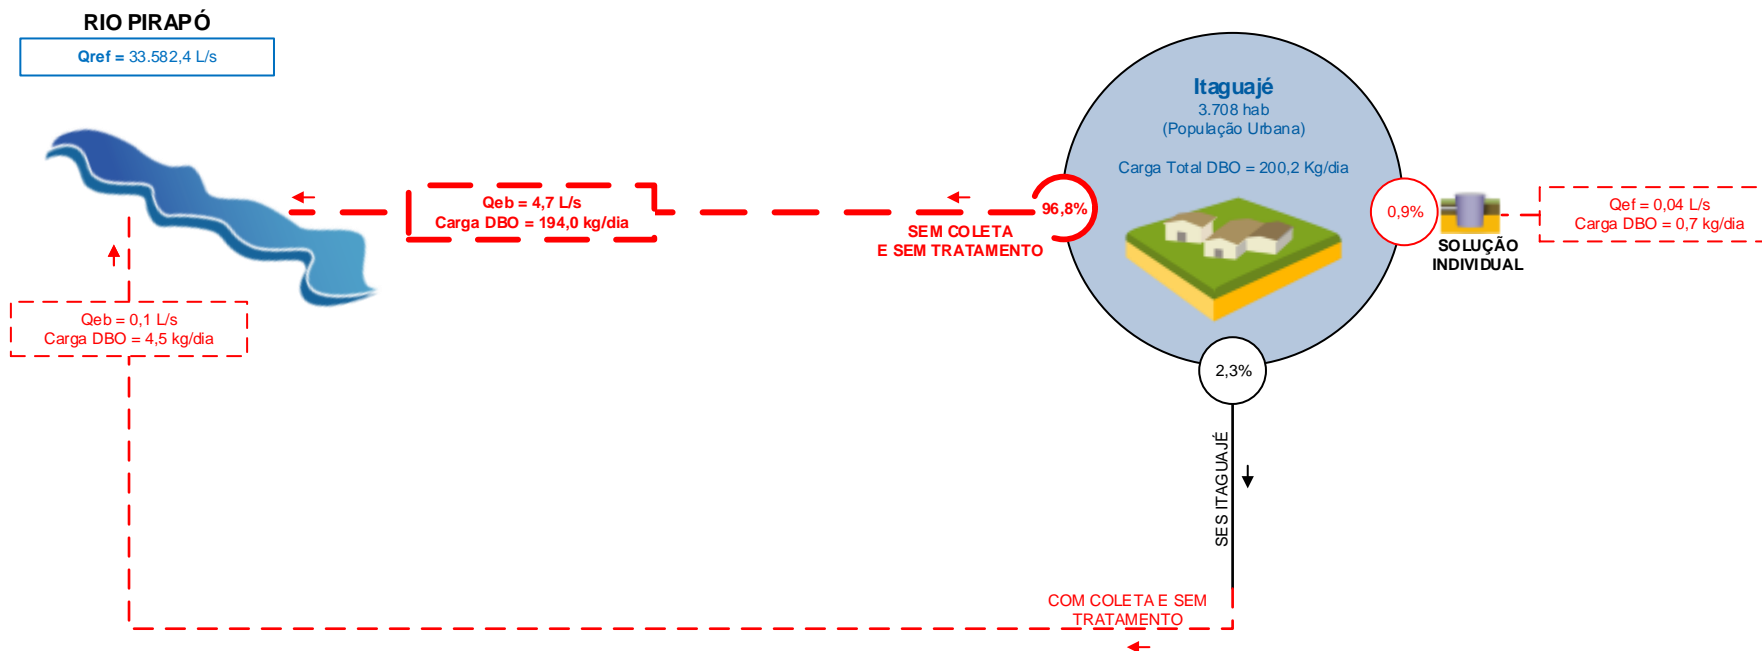 RIO PIRAPÓ
Qref = 33.582,4 L/s
Itaguajé
3.708 hab
(População Urbana)
Carga Total DBO = 200,2 Kg/dia
Qeb = 4,7 L/s
Carga DBO = 194,0 kg/dia
96,8%
SEM COLETA
E SEM TRATAMENTO
0,9%
SOLUÇÃO
INDIVIDUAL
Qef = 0,04 L/s
Carga DBO = 0,7 kg/dia
Qeb = 0,1 L/s
Carga DBO = 4,5 kg/dia
2,3%
SES ITAGUAJÉ
COM COLETA E SEM
TRATAMENTO